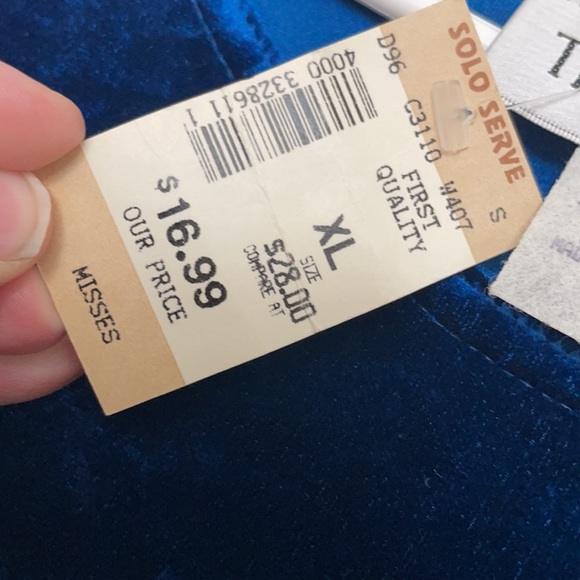 SOLO SERVE
D96 C3110 W407 S
4000 3328611 1
FIRST
QUALITY
SIZE
XL
COMPARE AT
$28.00
$16.99
OUR PRICE
MISSES